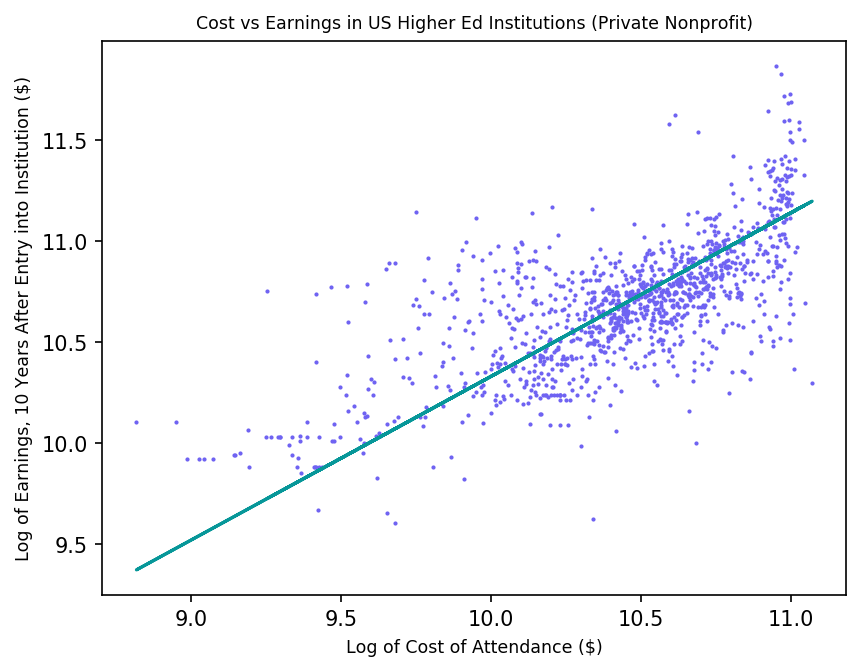 Cost vs Earnings in US Higher Ed Institutions (Private Nonprofit)
Log of Earnings, 10 Years After Entry into Institution ($)
11.5
11.0
10.5
10.0
9.5
9.0 9.5 10.0 10.5 11.0
Log of Cost of Attendance ($)